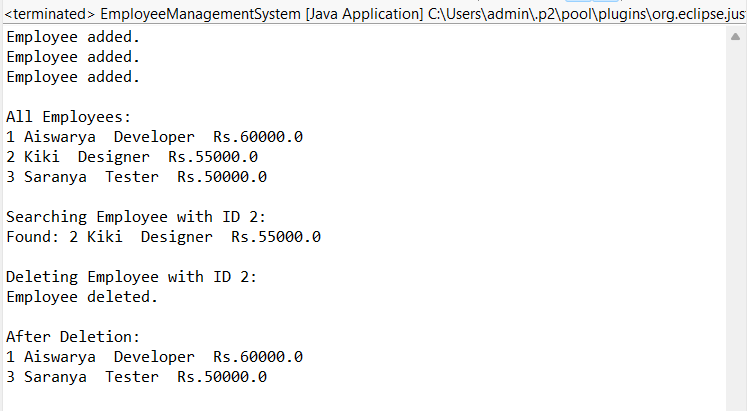 <terminated> EmployeeManagementSystem [Java Application] C:\Users\admin\.p2\pool\plugins\org.eclipse.jus
Employee added.
Employee added.
Employee added.
All Employees:
1 Aiswarya  Developer  Rs.60000.0
2 Kiki  Designer  Rs.55000.0
3 Saranya  Tester  Rs.50000.0
Searching Employee with ID 2:
Found: 2 Kiki  Designer  Rs.55000.0
Deleting Employee with ID 2:
Employee deleted.
After Deletion:
1 Aiswarya  Developer  Rs.60000.0
3 Saranya  Tester  Rs.50000.0